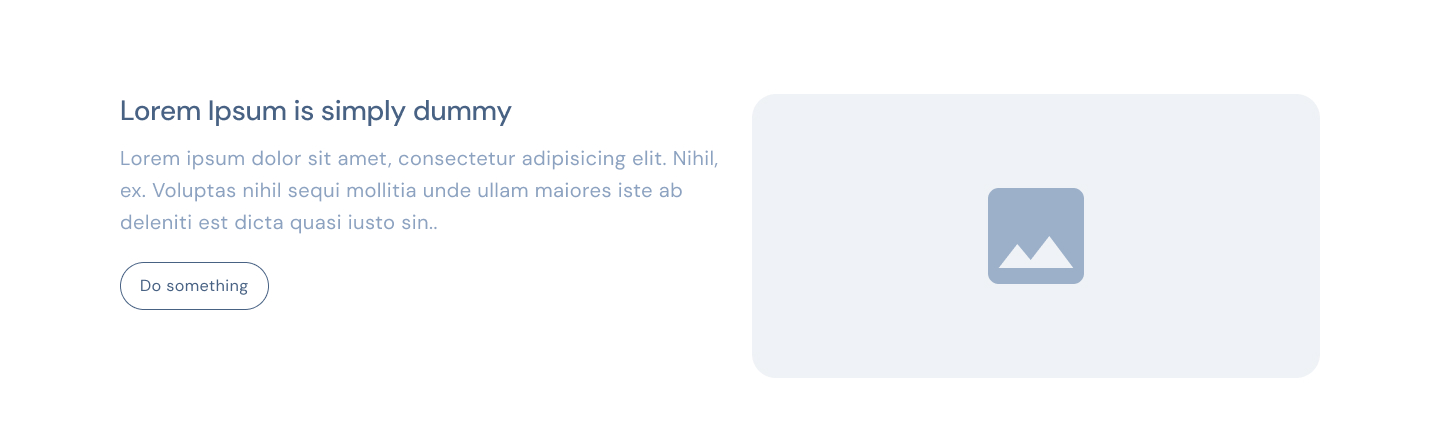 Lorem Ipsum is simply dummy
Lorem ipsum dolor sit amet, consectetur adipisicing elit. Nihil,
ex. Voluptas nihil sequi mollitia unde ullam maiores iste ab
deleniti est dicta quasi iusto sin..
Do something